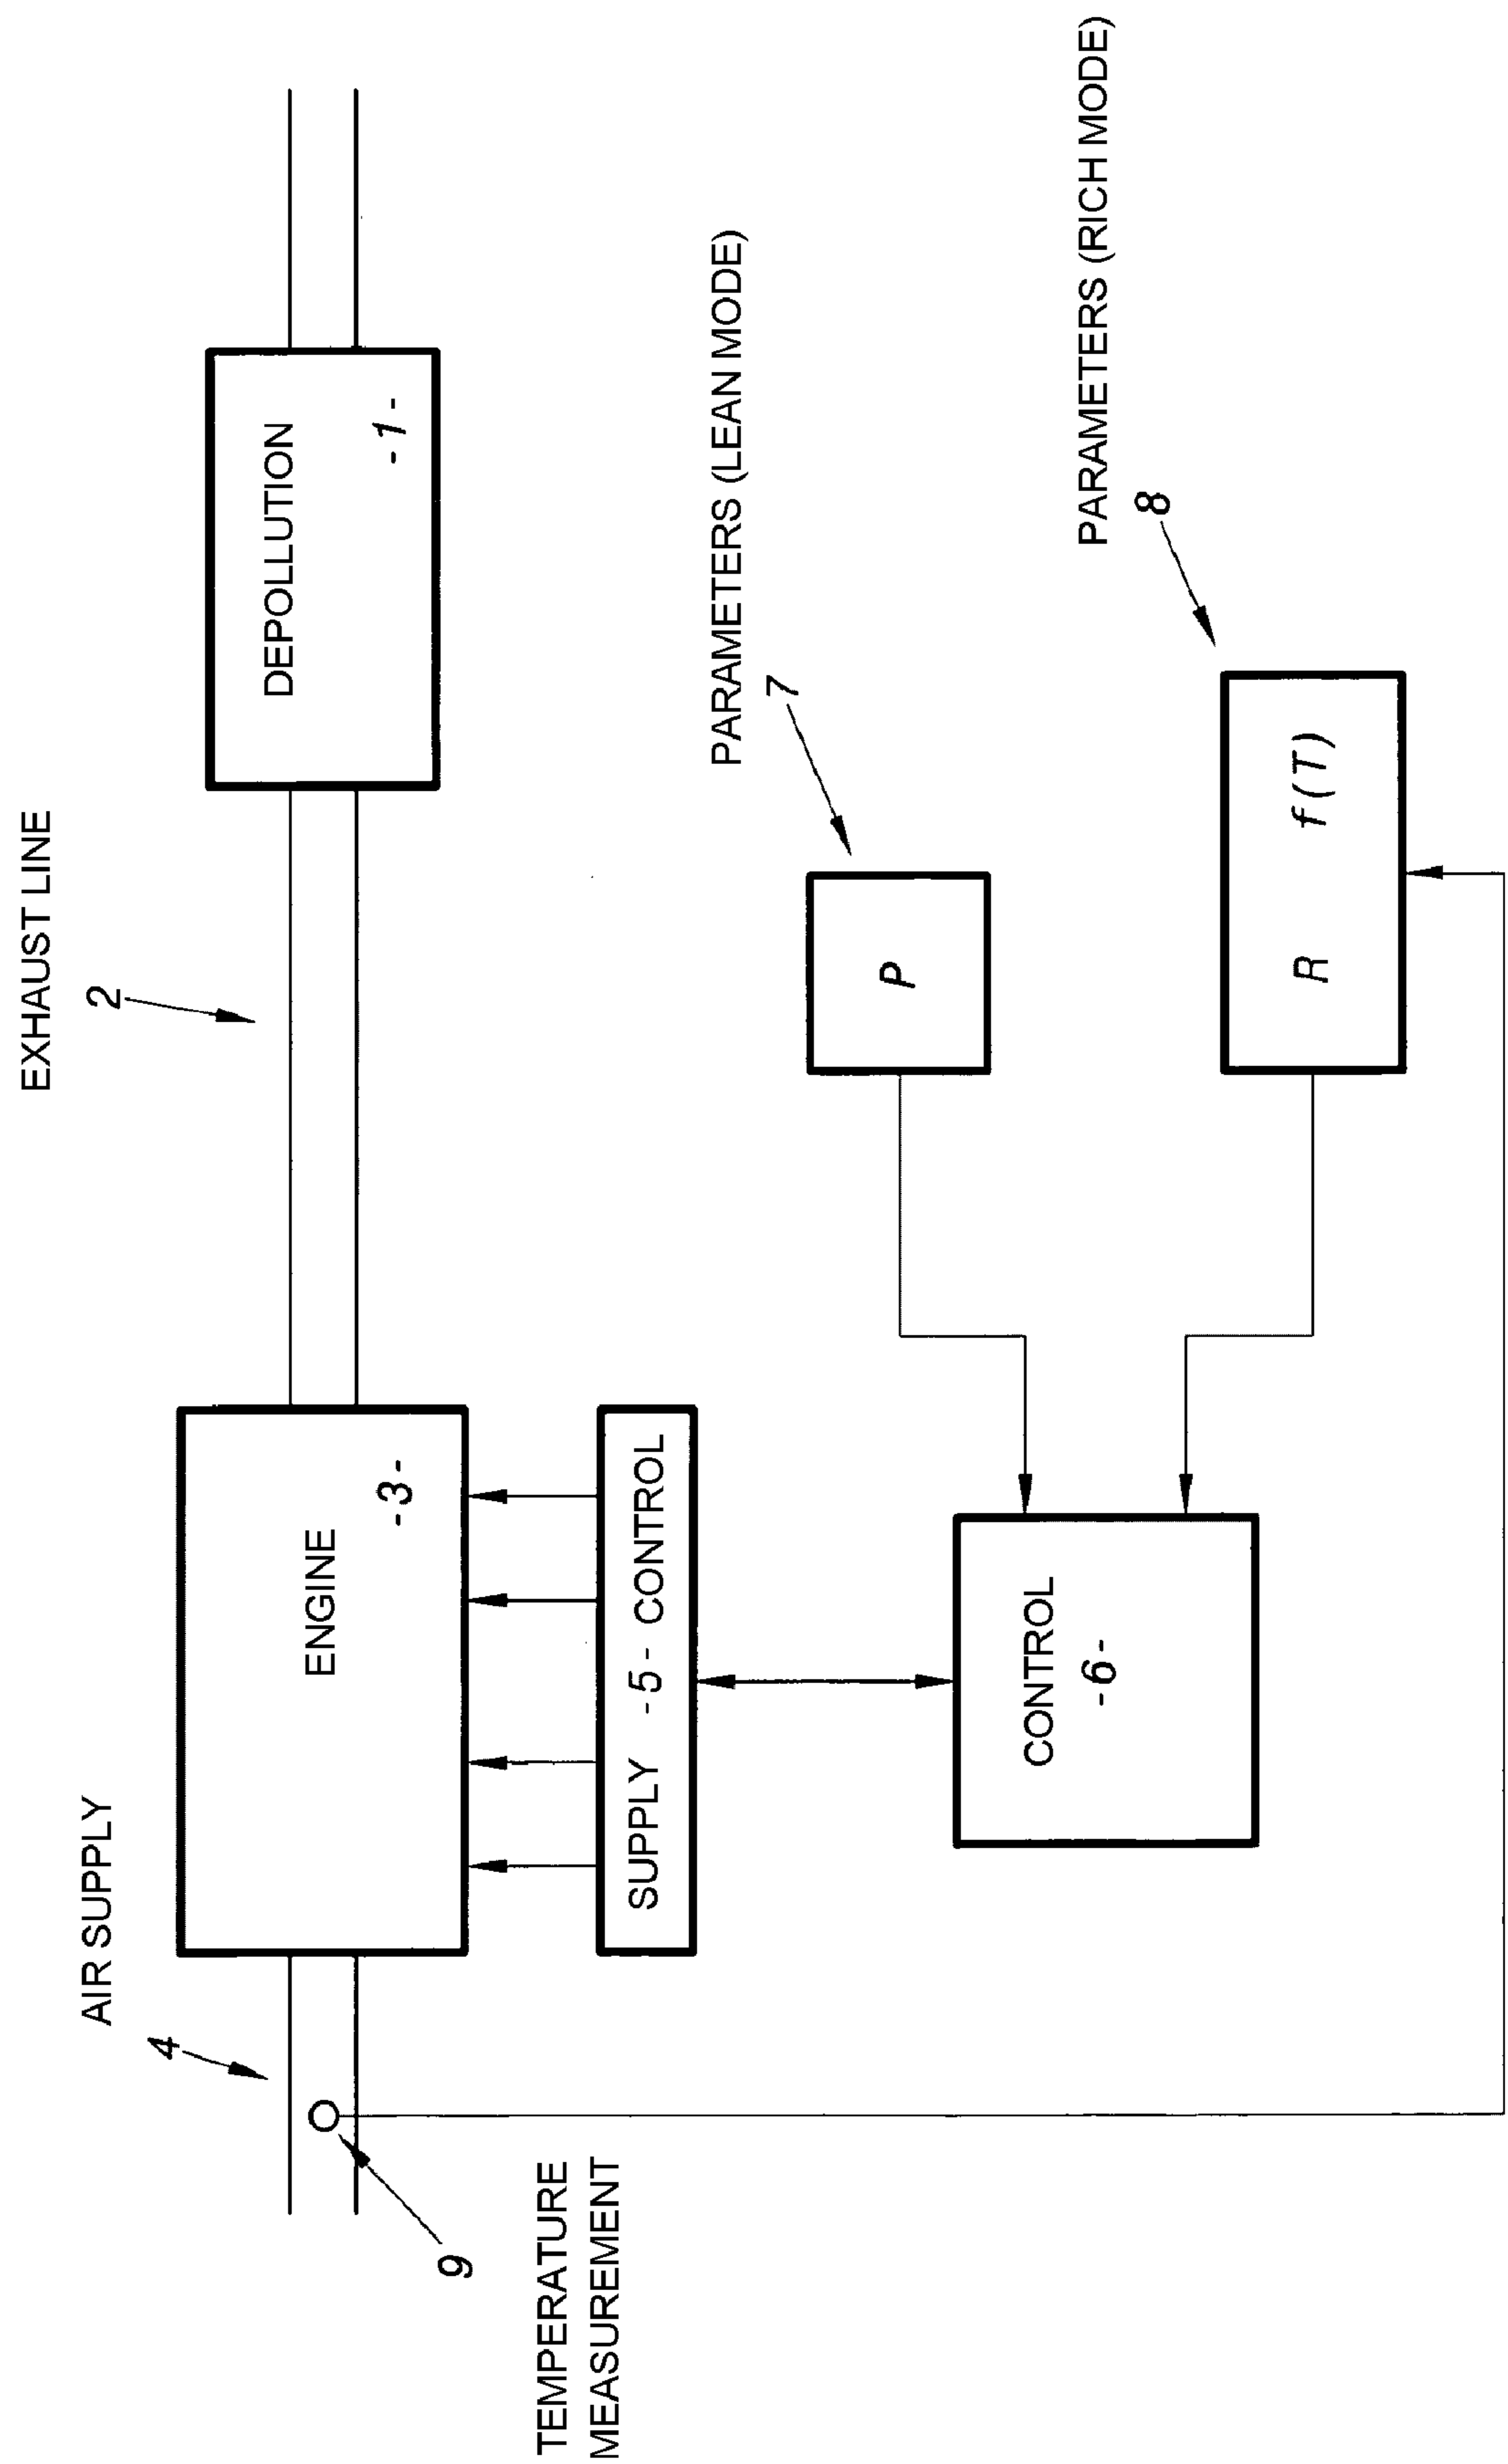 EXHAUST LINE
2
AIR SUPPLY
4
ENGINE
-3-
DEPOLLUTION
-1-
9
TEMPERATURE
MEASUREMENT
SUPPLY -5- CONTROL
PARAMETERS (LEAN MODE)
7
P
CONTROL
-6-
PARAMETERS (RICH MODE)
8
R f(T)